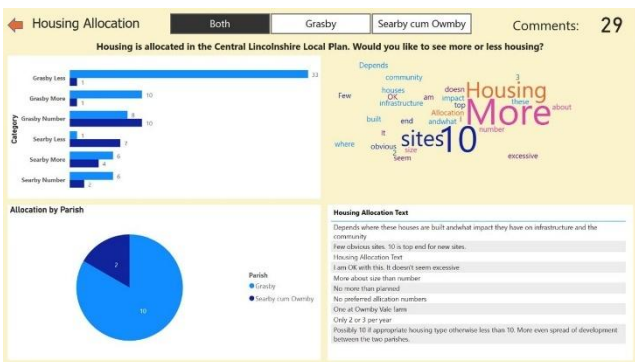 Housing Allocation
Both
Grasby
Searby cum Owmby
Comments: 29
Housing is allocated in the Central Lincolnshire Local Plan. Would you like to see more or less housing?
Category
Grasby Less
33
1
Grasby More
10
1
Grasby Number
8
10
Searby Less
1
7
Searby More
6
4
Searby Number
6
2
Depends
community
3
houses
doesn
Housing
Few
OK
am
impact
these
infrastructure
top
More
about
Allocation
built
end
andwhat
1
number
It
sites
10
where
obvious
2
size
Seem
excessive
Allocation by Parish
2
10
Parish
Grasby
Searby cum Owmby
Housing Allocation Text
Depends where these houses are built andwhat impact they have on infrastructure and the
community
Few obvious sites. 10 is top end for new sites.
Housing Allocation Text
I am OK with this. It doesn't seem excessive
More about size than number
No more than planned
No preferred allication numbers
One at Owmby Vale farm
Only 2 or 3 per year
Possibly 10 if appropriate housing type otherwise less than 10. More even spread of development
between the two parishes.